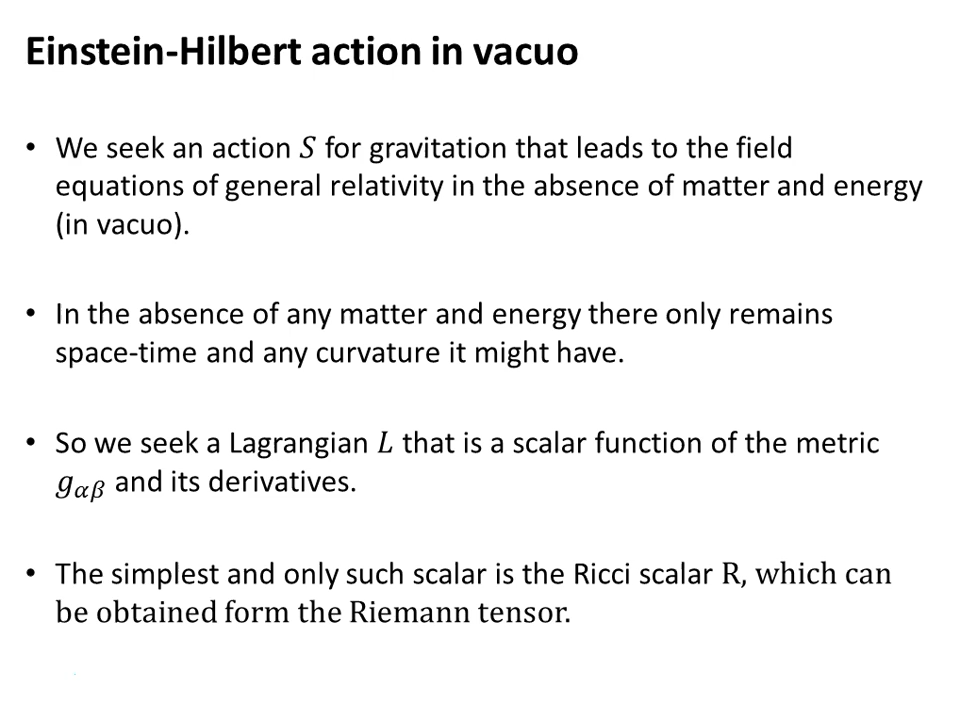 Einstein-Hilbert action in vacuo
• We seek an action 𝑆 for gravitation that leads to the field
equations of general relativity in the absence of matter and energy
(in vacuo).
• In the absence of any matter and energy there only remains
space-time and any curvature it might have.
• So we seek a Lagrangian 𝐿 that is a scalar function of the metric
𝑔𝛼𝛽 and its derivatives.
• The simplest and only such scalar is the Ricci scalar R, which can
be obtained form the Riemann tensor.